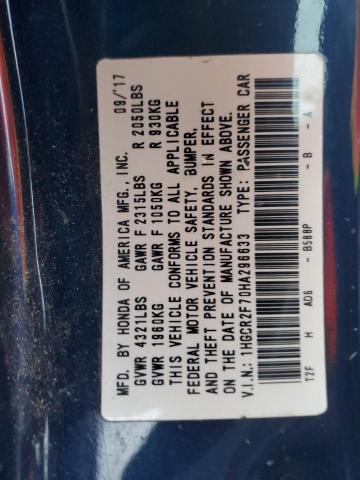 MFD. BY HONDA OF AMERICA MFG., INC. 09/'17
GVWR 4321LBS GAWR F 2315LBS R 2050LBS
GVWR 1960KG GAWR F 1050KG R 930KG
THIS VEHICLE CONFORMS TO ALL APPLICABLE
FEDERAL MOTOR VEHICLE SAFETY, BUMPER,
AND THEFT PREVENTION STANDARDS IN EFFECT
ON THE DATE OF MANUFACTURE SHOWN ABOVE.
V.I.N.: 1HGCR2F70HA296633 TYPE: PASSENGER CAR
T2F H AD6 - B588P - B - A